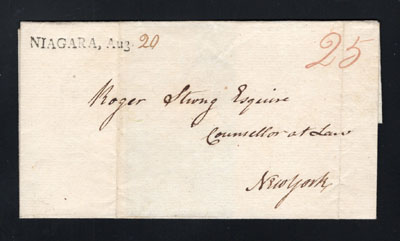 NIAGARA, Aug. 20
25
Roger Strong Esquire
Counsellor at Law
New York